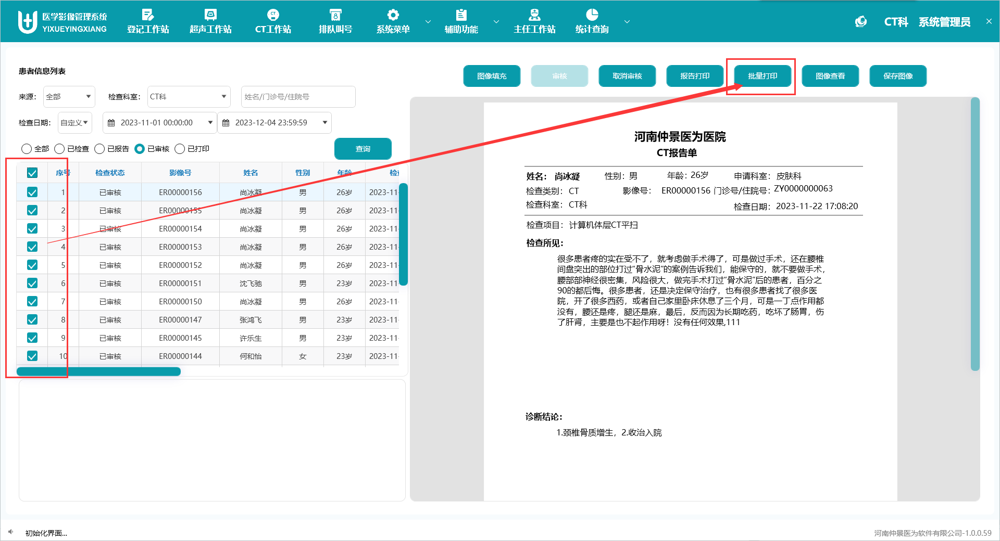 医学影像管理系统
YIXUEYINGXIANG
登记工作站
超声工作站
CT
CT工作站
8
排队叫号
系统菜单
辅助功能
主任工作站
统计查询
CT科 系统管理员
患者信息列表
来源： 全部 检查科室： CT科 姓名/门诊号/住院号
检查日期： 自定义 2023-11-01 00:00:00 2023-12-04 23:59:59
全部 已检查 已报告 已审核 已打印 查询
序号 检查状态 影像号 姓名 性别 年龄
1 已审核 ER00000156 尚冰凝 男 26岁 2023-11-
2 已审核 ER00000155 尚冰凝 男 26岁 2023-11-
3 已审核 ER00000154 尚冰凝 男 26岁 2023-11-
4 已审核 ER00000153 尚冰凝 男 26岁 2023-11-
5 已审核 ER00000152 尚冰凝 男 26岁 2023-11-
6 已审核 ER00000151 沈飞驰 男 23岁 2023-11-
7 已审核 ER00000150 尚冰凝 男 26岁 2023-11-
8 已审核 ER00000147 张鸿飞 男 23岁 2023-11-
9 已审核 ER00000145 许乐生 男 23岁 2023-11-
10 已审核 ER00000144 何和怡 女 23岁 2023-11-
图像填充 审核 取消审核 报告打印 批量打印 图像查看 保存图像
河南仲景医为医院
CT报告单
姓名： 尚冰凝 性别：男 年龄：26岁 申请科室： 皮肤科
检查类别： CT 影像号： ER00000156 门诊号/住院号： ZY0000000063
检查科室： CT科 检查日期： 2023-11-22 17:08:20
检查项目： 计算机体层CT平扫
检查所见：
很多患者疼的实在受不了，就考虑做手术得了，可是做过手术，还在腰椎
间盘突出的部位打过“骨水泥”的案例告诉我们，能保守的，就不要做手术，
腰部部神经很密集，风险很大，做完手术打过“骨水泥”后的患者，百分之
90的都后悔。很多患者，还是决定保守治疗，也有很多患者找了很多医
院，开了很多西药，或者自己家里卧床休息了三个月，可是一丁点作用都
没有，腰还是疼，腿还是麻，最后，反而因为长期吃药，吃坏了肠胃，伤
了肝肾，主要是也不起作用呀！没有任何效果,111
诊断结论：
1.颈椎骨质增生，2.收治入院
初始化界面...
河南仲景医为软件有限公司-1.0.0.59